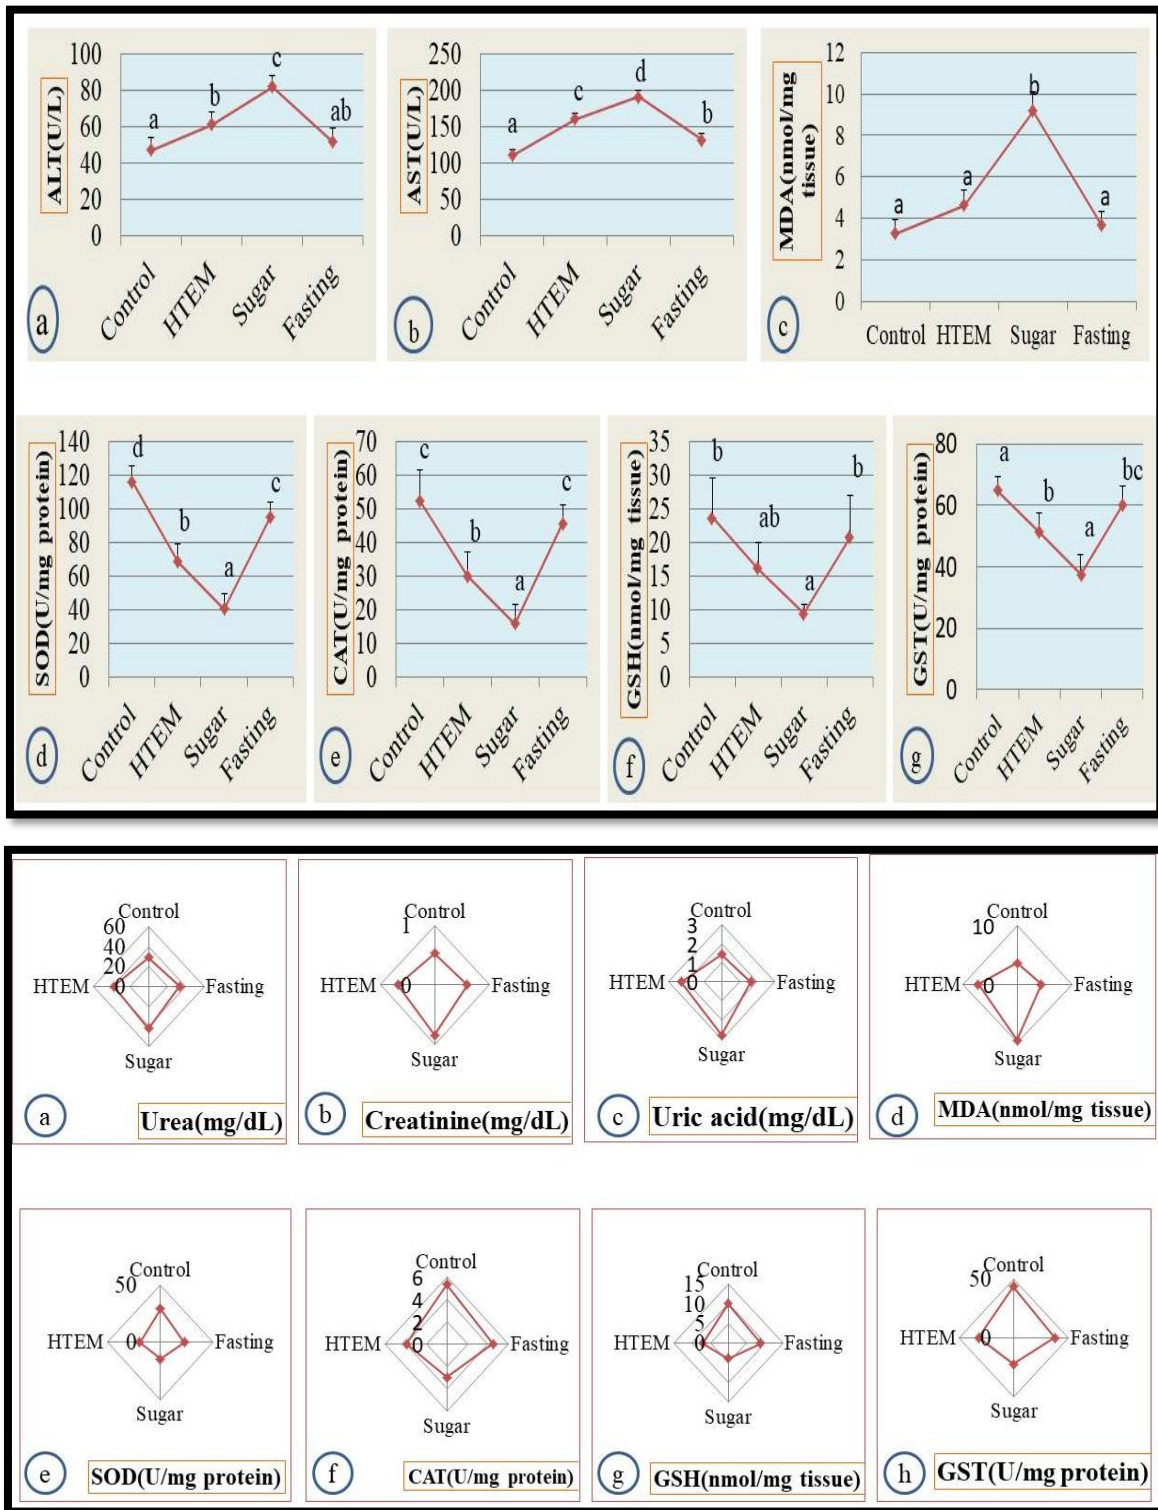 100
80
60
40
20
0
ALT(U/L)
a
b
c
ab
Control
HTEM
Sugar
Fasting
a
250
200
150
100
50
0
AST(U/L)
a
c
d
b
Control
HTEM
Sugar
Fasting
b
12
10
8
6
4
2
0
MDA(nmol/mg
tissue)
a
a
b
a
Control
HTEM
Sugar
Fasting
c
140
120
100
80
60
40
20
0
SOD(U/mg protein)
d
b
a
c
Control
HTEM
Sugar
Fasting
d
70
60
50
40
30
20
10
0
CAT(U/mg protein)
c
b
a
c
Control
HTEM
Sugar
Fasting
e
35
30
25
20
15
10
5
0
GSH(nmol/mg tissue)
b
ab
a
b
Control
HTEM
Sugar
Fasting
f
80
60
40
20
0
GST(U/mg protein)
a
b
a
bc
Control
HTEM
Sugar
Fasting
g
Control
60
40
20
0
HTEM
Fasting
Sugar
a
Urea(mg/dL)
Control
1
0
HTEM
Fasting
Sugar
b
Creatinine(mg/dL)
Control
3
2
1
0
HTEM
Fasting
Sugar
c
Uric acid(mg/dL)
Control
10
0
HTEM
Fasting
Sugar
d
MDA(nmol/mg tissue)
Control
50
0
HTEM
Fasting
Sugar
e
SOD(U/mg protein)
Control
6
4
2
0
HTEM
Fasting
Sugar
f
CAT(U/mg protein)
Control
15
10
5
0
HTEM
Fasting
Sugar
g
GSH(nmol/mg tissue)
Control
50
0
HTEM
Fasting
Sugar
h
GST(U/mg protein)